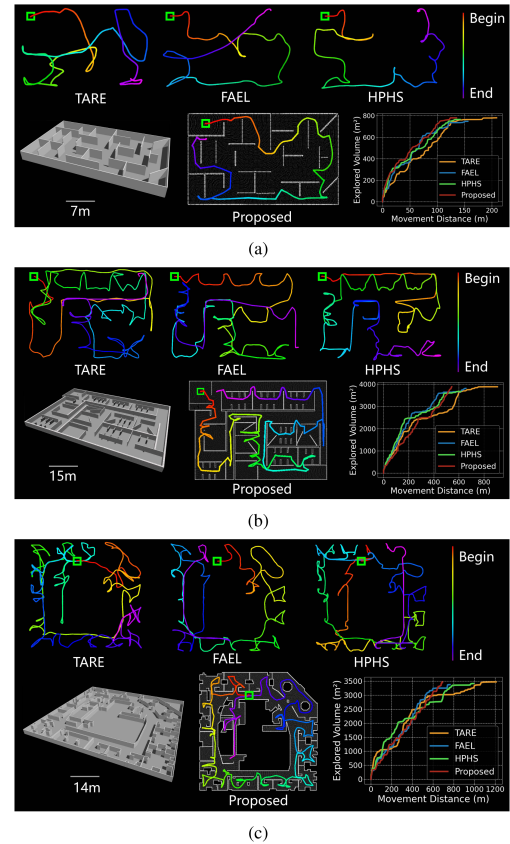 Begin
End
TARE FAEL HPHS
7m
Proposed
Explored Volume (m²)
800
600
400
200
0
0 50 100 150 200
Movement Distance (m)
TARE
FAEL
HPHS
Proposed
(a)
Begin
End
TARE FAEL HPHS
15m
Proposed
Explored Volume (m²)
4000
3000
2000
1000
0
0 200 400 600 800
Movement Distance (m)
TARE
FAEL
HPHS
Proposed
(b)
Begin
End
TARE FAEL HPHS
14m
Proposed
Explored Volume (m²)
3500
3000
2500
2000
1500
1000
500
0
0 200 400 600 800 1000 1200
Movement Distance (m)
TARE
FAEL
HPHS
Proposed
(c)